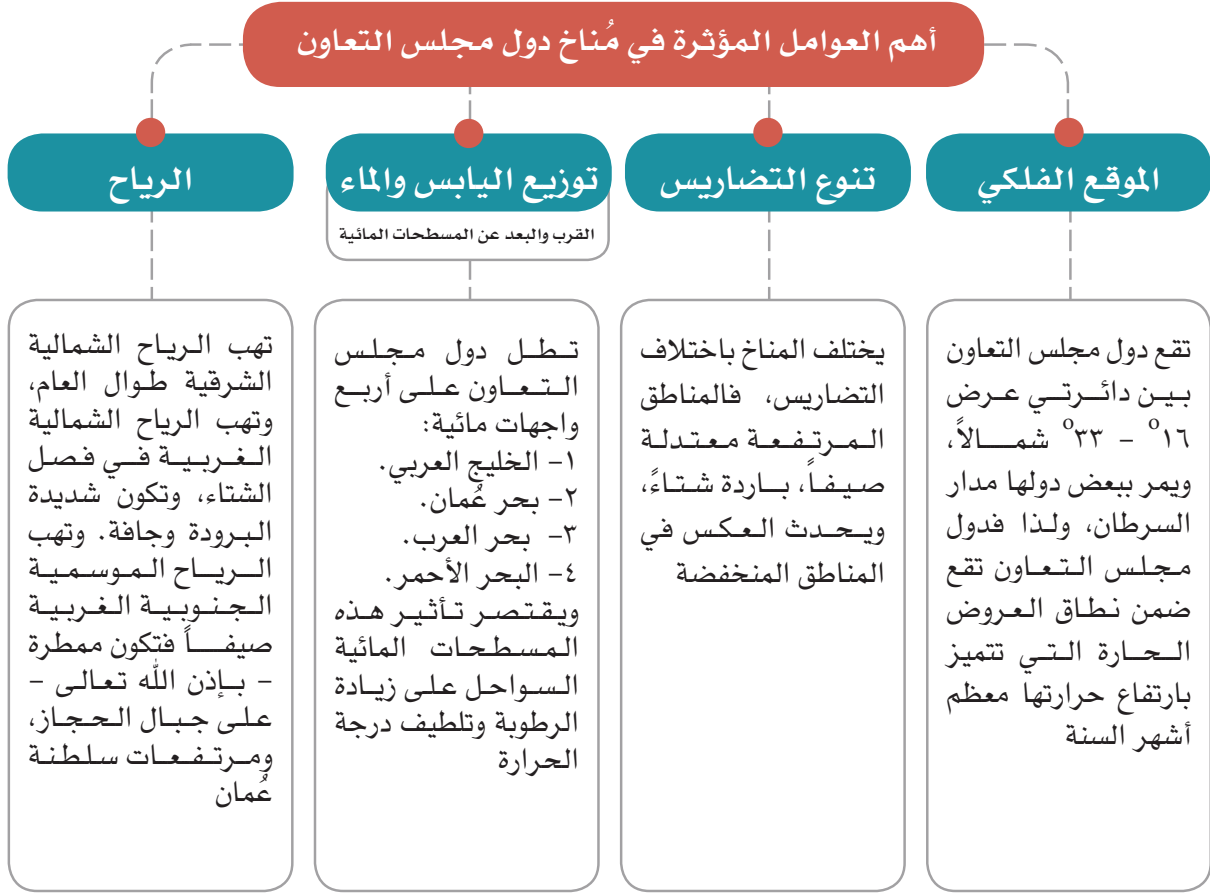 أهم العوامل المؤثرة في مُناخ دول مجلس التعاون
الموقع الفلكي
تقع دول مجلس التعاون
بين دائرتي عرض
١٦° - ٣٣° شمالاً،
ويمر ببعض دولها مدار
السرطان، ولذا فدول
مجلس التعاون تقع
ضمن نطاق العروض
الحارة التي تتميز
بارتفاع حرارتها معظم
أشهر السنة
تنوع التضاريس
يختلف المناخ باختلاف
التضاريس، فالمناطق
المرتفعة معتدلة
صيفاً، باردة شتاءً،
ويحدث العكس في
المناطق المنخفضة
توزيع اليابس والماء
القرب والبعد عن المسطحات المائية
تطل دول مجلس
التعاون على أربع
واجهات مائية:
١- الخليج العربي.
٢- بحر عُمان.
٣- بحر العرب.
٤- البحر الأحمر.
ويقتصر تأثير هذه
المسطحات المائية
السواحل على زيادة
الرطوبة وتلطيف درجة
الحرارة
الرياح
تهب الرياح الشمالية
الشرقية طوال العام،
وتهب الرياح الشمالية
الغربية في فصل
الشتاء، وتكون شديدة
البرودة وجافة. وتهب
الرياح الموسمية
الجنوبية الغربية
صيفاً فتكون ممطرة
- بإذن الله تعالى -
على جبال الحجاز،
ومرتفعات سلطنة
عُمان